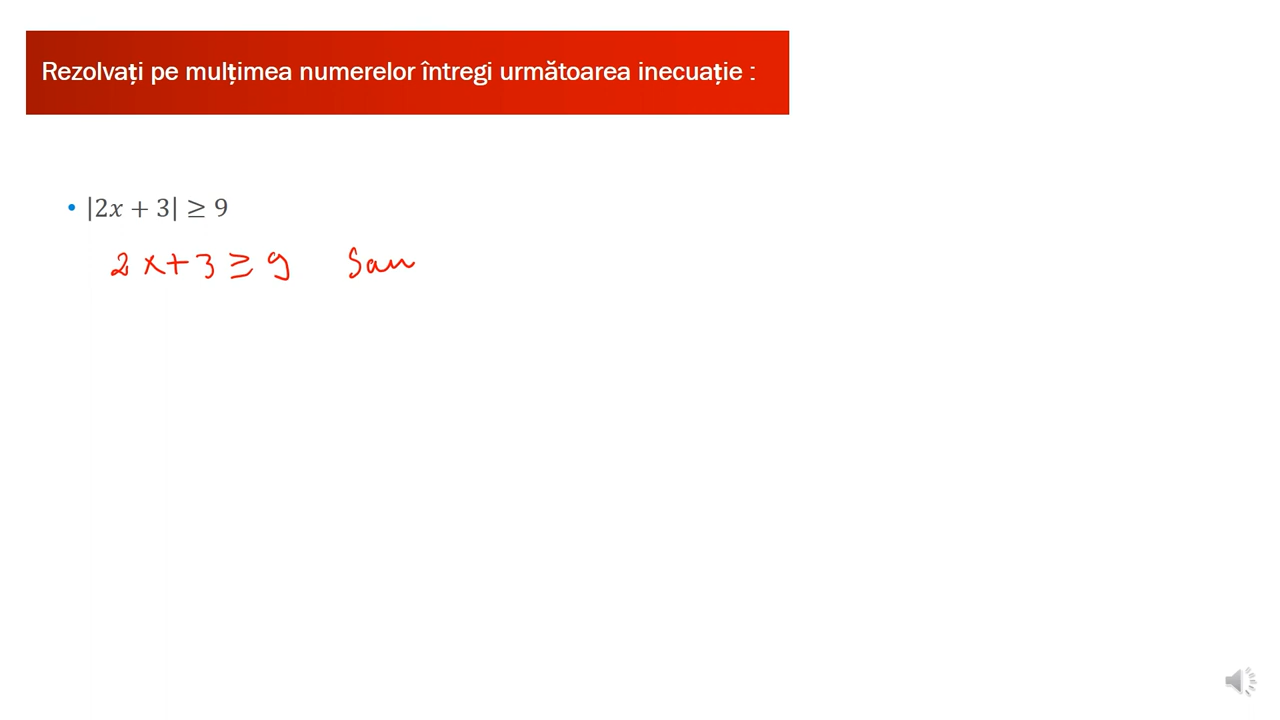 Rezolvați pe mulțimea numerelor întregi următoarea inecuație :
• |2x + 3| ≥ 9
2x+3 ≥ 9 Sau